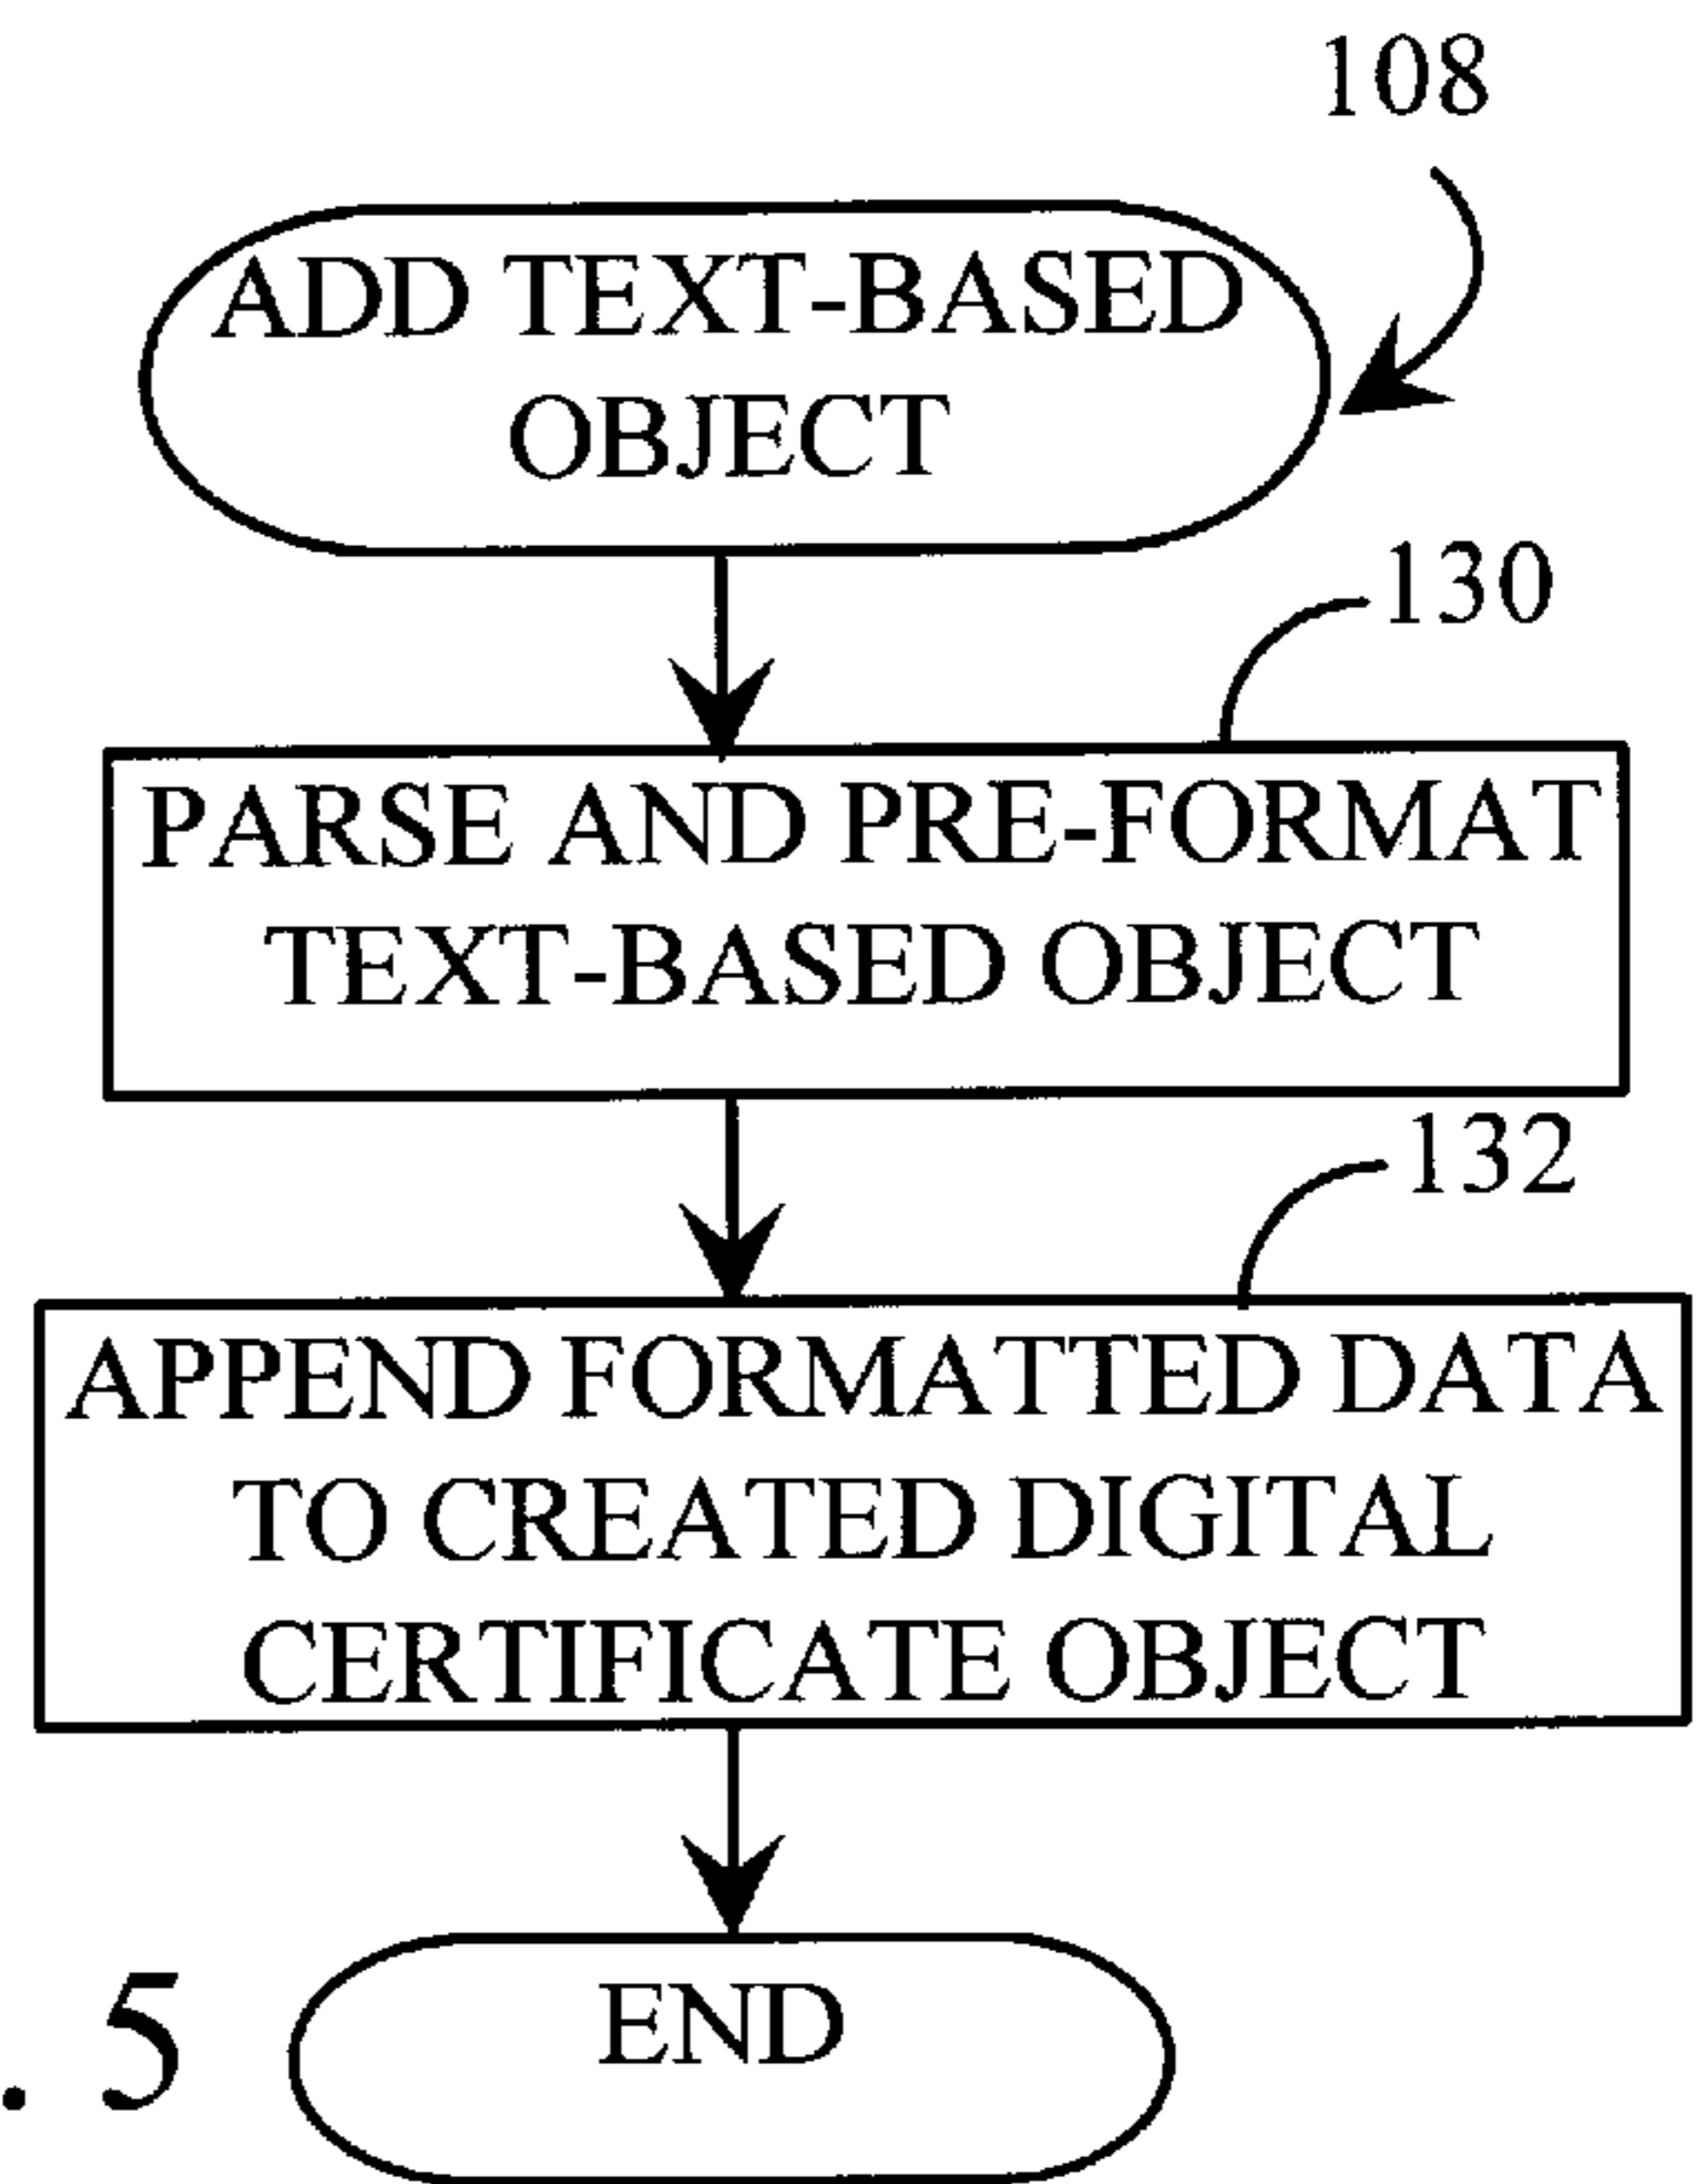 108
ADD TEXT-BASED
OBJECT
130
PARSE AND PRE-FORMAT
TEXT-BASED OBJECT
132
APPEND FORMATTED DATA
TO CREATED DIGITAL
CERTIFICATE OBJECT
END
. 5